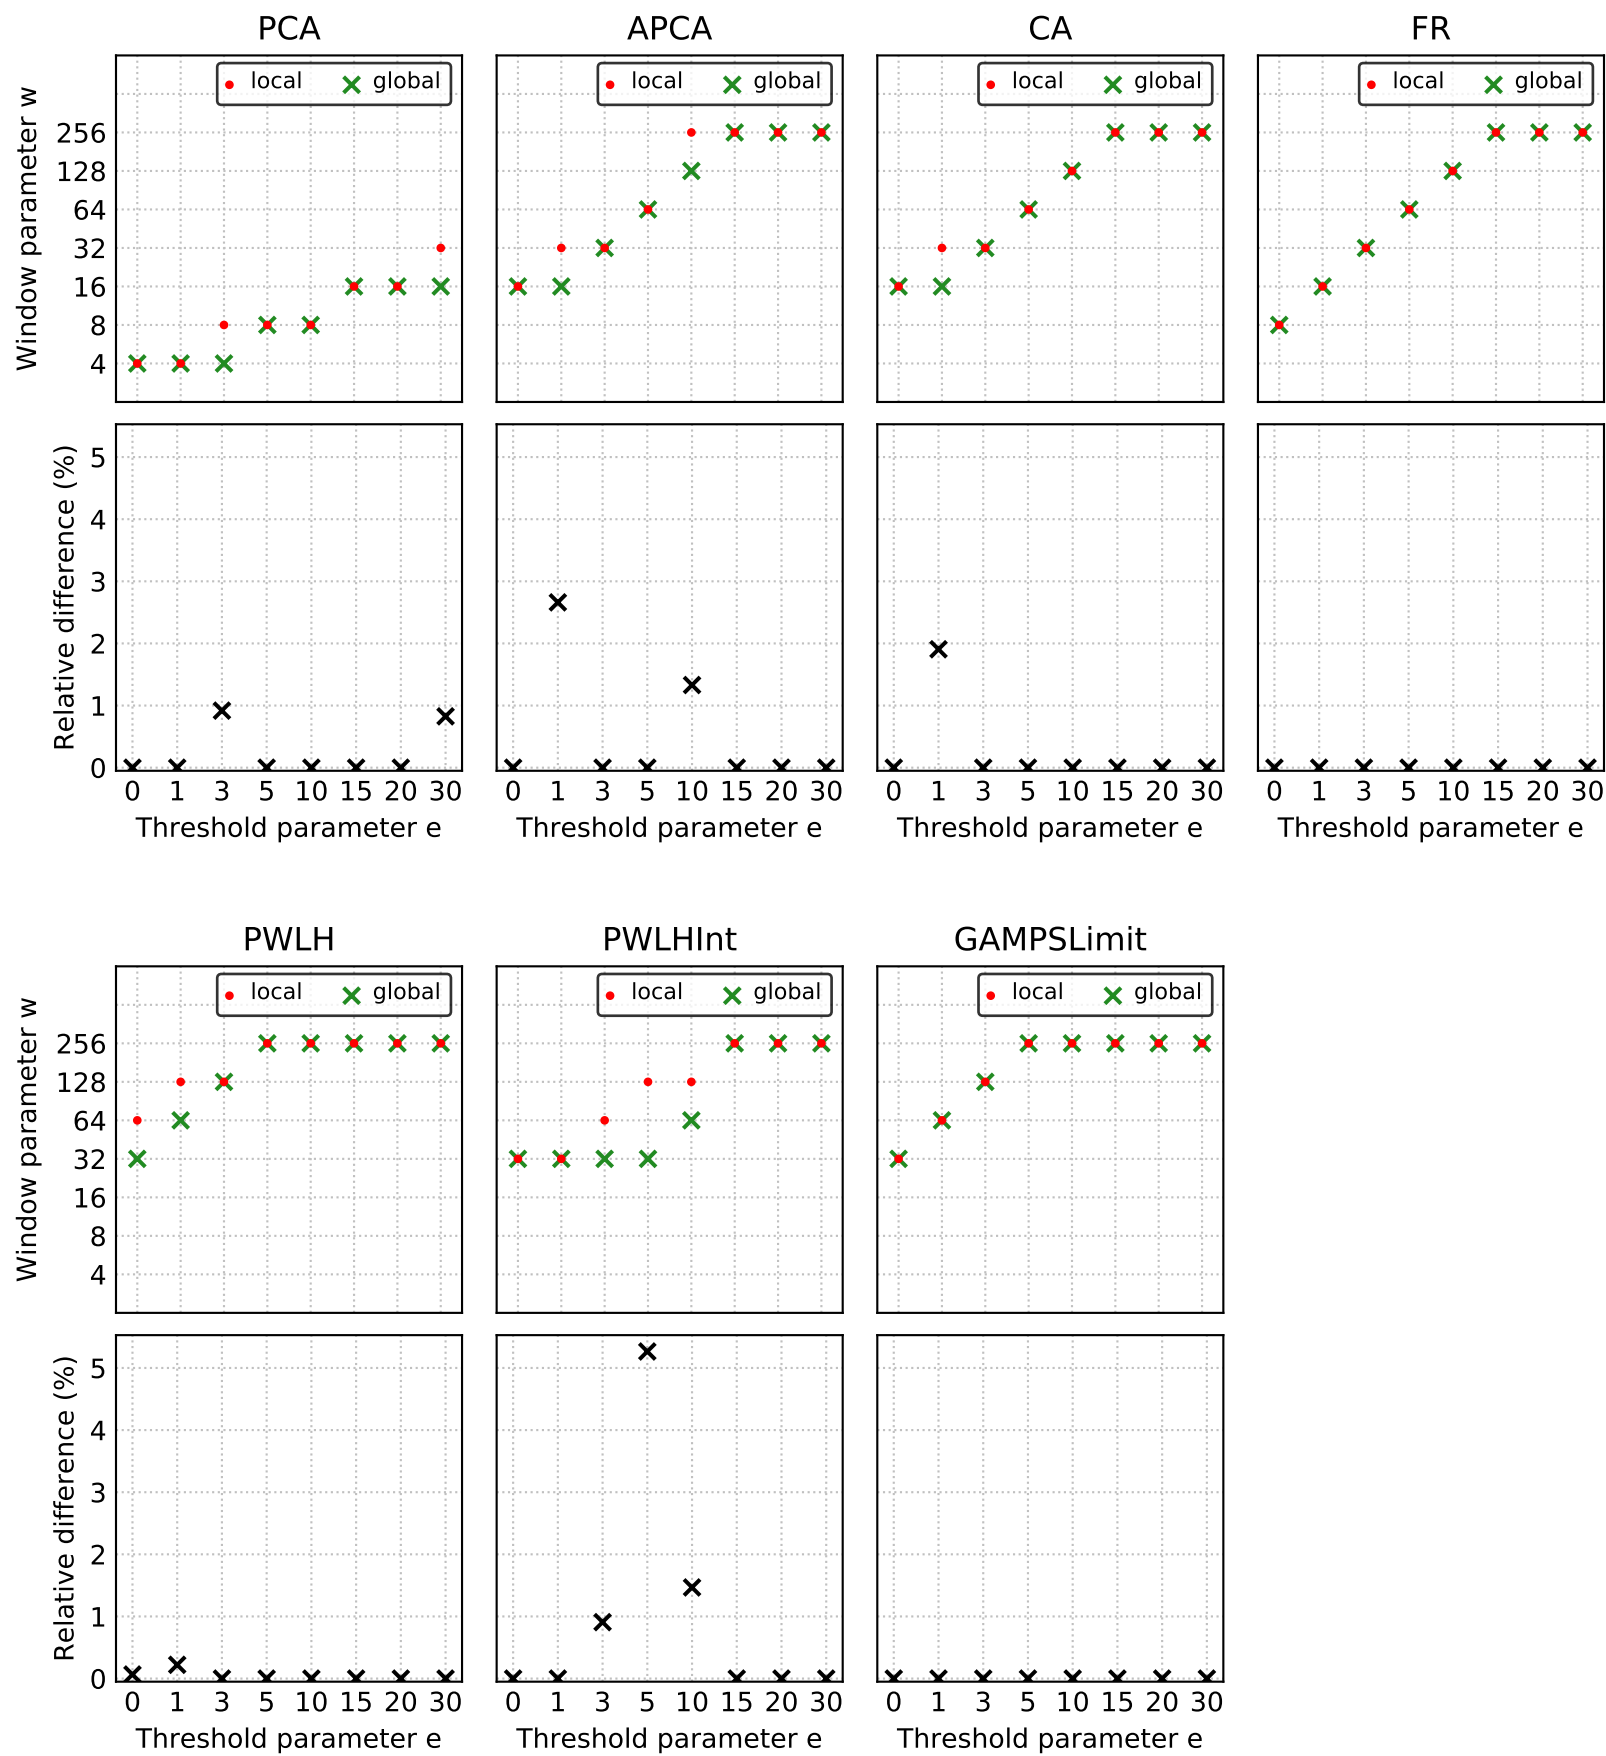 PCA APCA CA FR
local global local global local global local global
Window parameter w
256
128
64
32
16
8
4
Relative difference (%)
5
4
3
2
1
0
0 1 3 5 10 15 20 30 0 1 3 5 10 15 20 30 0 1 3 5 10 15 20 30 0 1 3 5 10 15 20 30
Threshold parameter e Threshold parameter e Threshold parameter e Threshold parameter e
PWLH PWLHInt GAMPSLimit
local global local global local global
Window parameter w
256
128
64
32
16
8
4
Relative difference (%)
5
4
3
2
1
0
0 1 3 5 10 15 20 30 0 1 3 5 10 15 20 30 0 1 3 5 10 15 20 30
Threshold parameter e Threshold parameter e Threshold parameter e